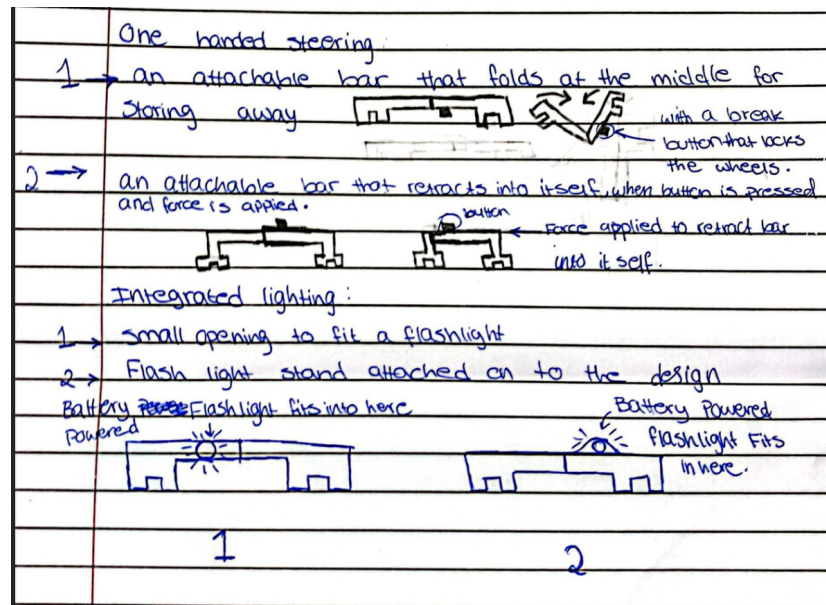 One handed steering:
1 → an attachable bar that folds at the middle for
storing away
with a break
button that locks
the wheels.
2 → an attachable bar that retracts into itself, when button is pressed
and force is applied.
button
Force applied to retract bar
into it self.
Integrated lighting:
1 → small opening to fit a flashlight
2 → Flash light stand attached on to the design
Battery Flashlight fits into here
Powered
Battery Powered
flashlight Fits
in here.
1
2